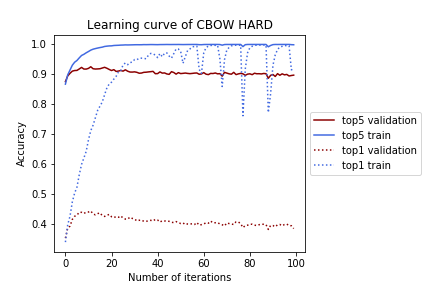 Learning curve of CBOW HARD
1.0
0.9
0.8
0.7
0.6
0.5
0.4
Accuracy
0
20
40
60
80
100
Number of iterations
top5 validation
top5 train
top1 validation
top1 train